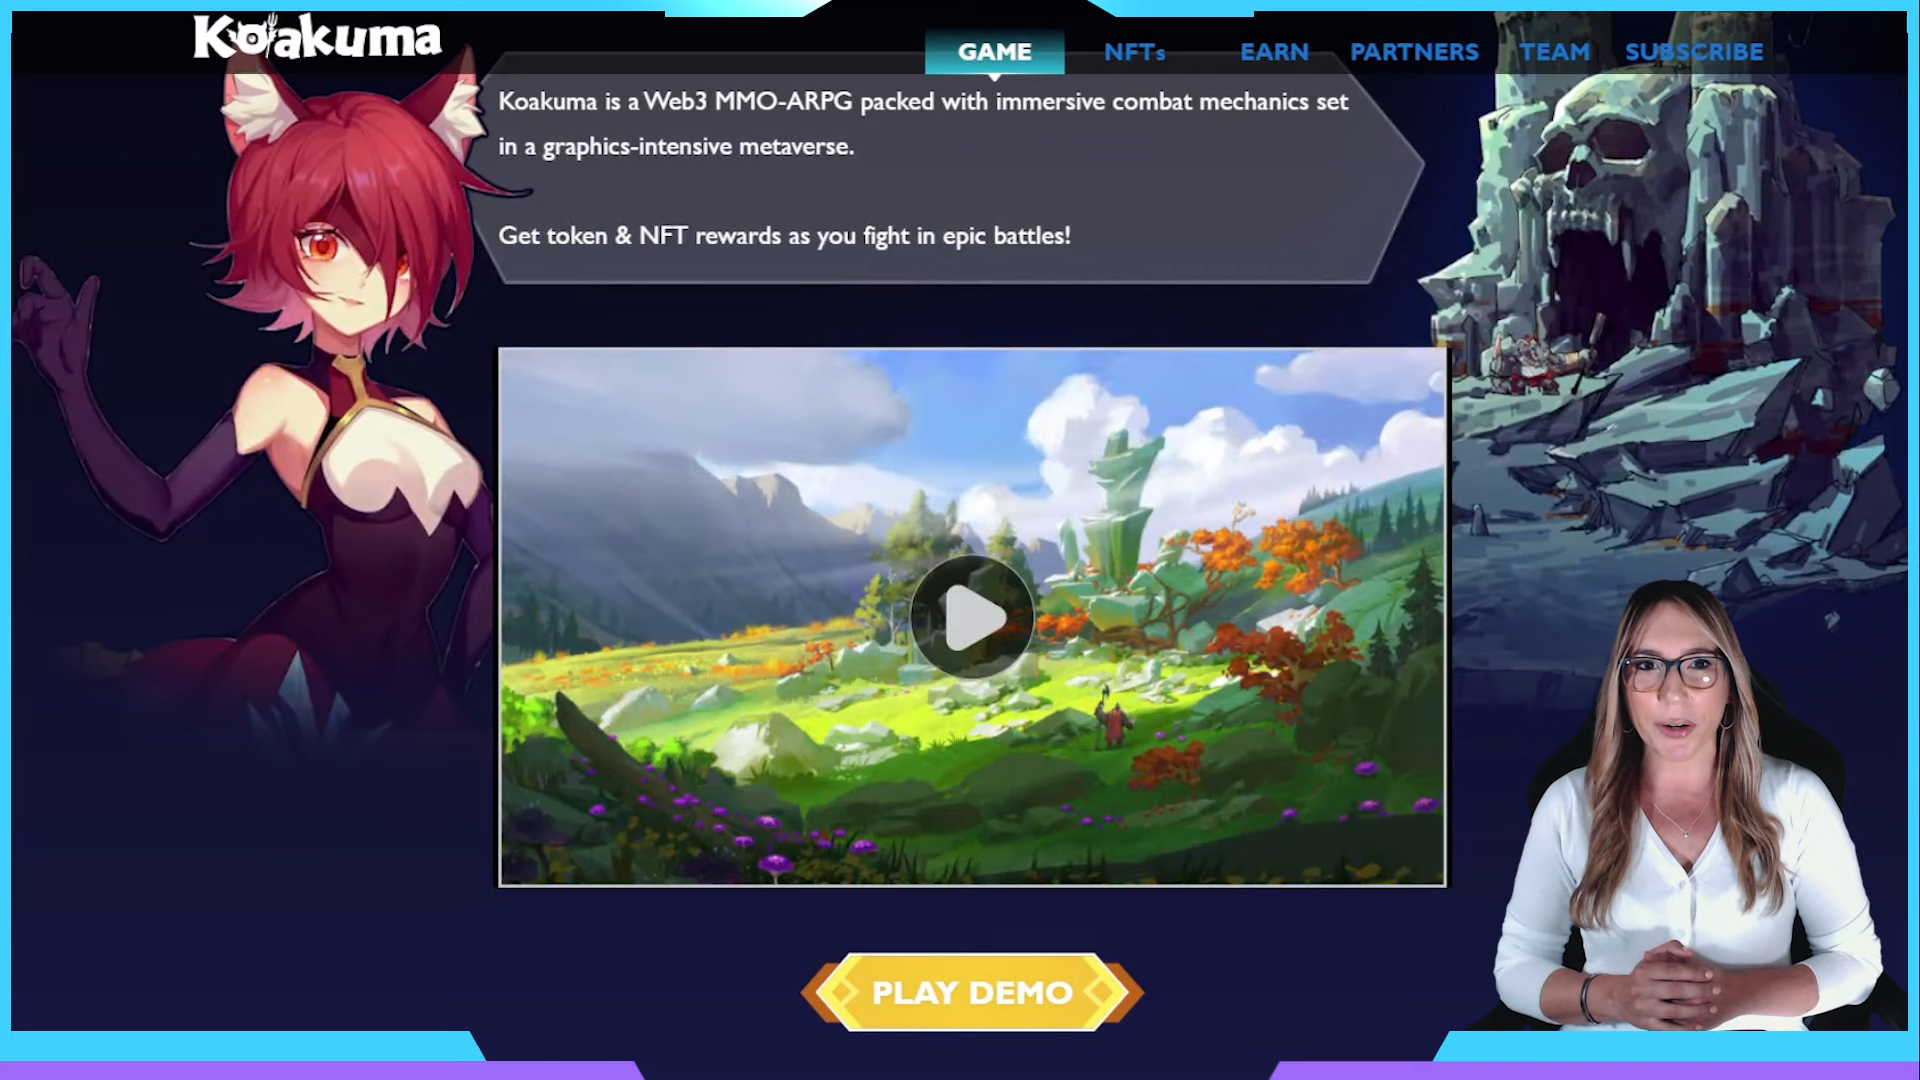 Koakuma
GAME
NFTs
EARN
PARTNERS
TEAM
SUBSCRIBE
Koakuma is a Web3 MMO-ARPG packed with immersive combat mechanics set
in a graphics-intensive metaverse.
Get token & NFT rewards as you fight in epic battles!
PLAY DEMO